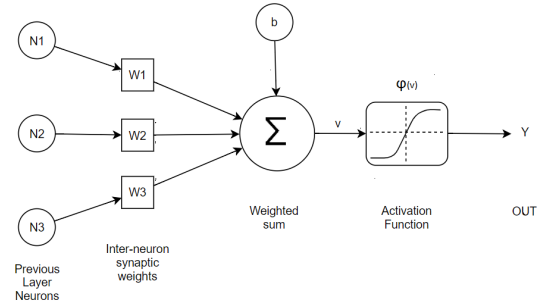 N1
N2
N3
W1
W2
W3
b
Σ
v
φ(v)
Y
Previous
Layer
Neurons
Inter-neuron
synaptic
weights
Weighted
sum
Activation
Function
OUT